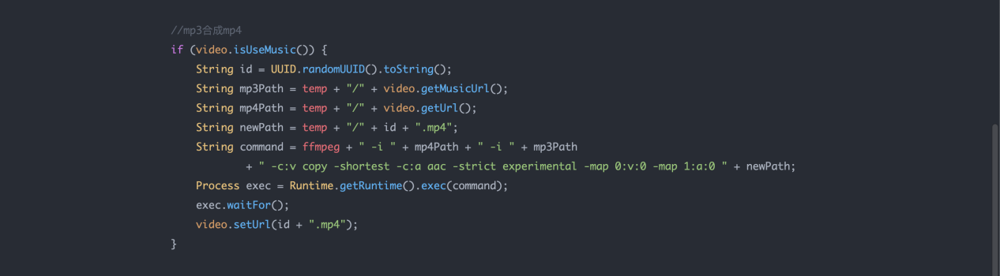 //mp3合成mp4
if (video.isUseMusic()) {
String id = UUID.randomUUID().toString();
String mp3Path = temp + "/" + video.getMusicUrl();
String mp4Path = temp + "/" + video.getUrl();
String newPath = temp + "/" + id + ".mp4";
String command = ffmpeg + " -i " + mp4Path + " -i " + mp3Path
+ " -c:v copy -shortest -c:a aac -strict experimental -map 0:v:0 -map 1:a:0 " + newPath;
Process exec = Runtime.getRuntime().exec(command);
exec.waitFor();
video.setUrl(id + ".mp4");
}